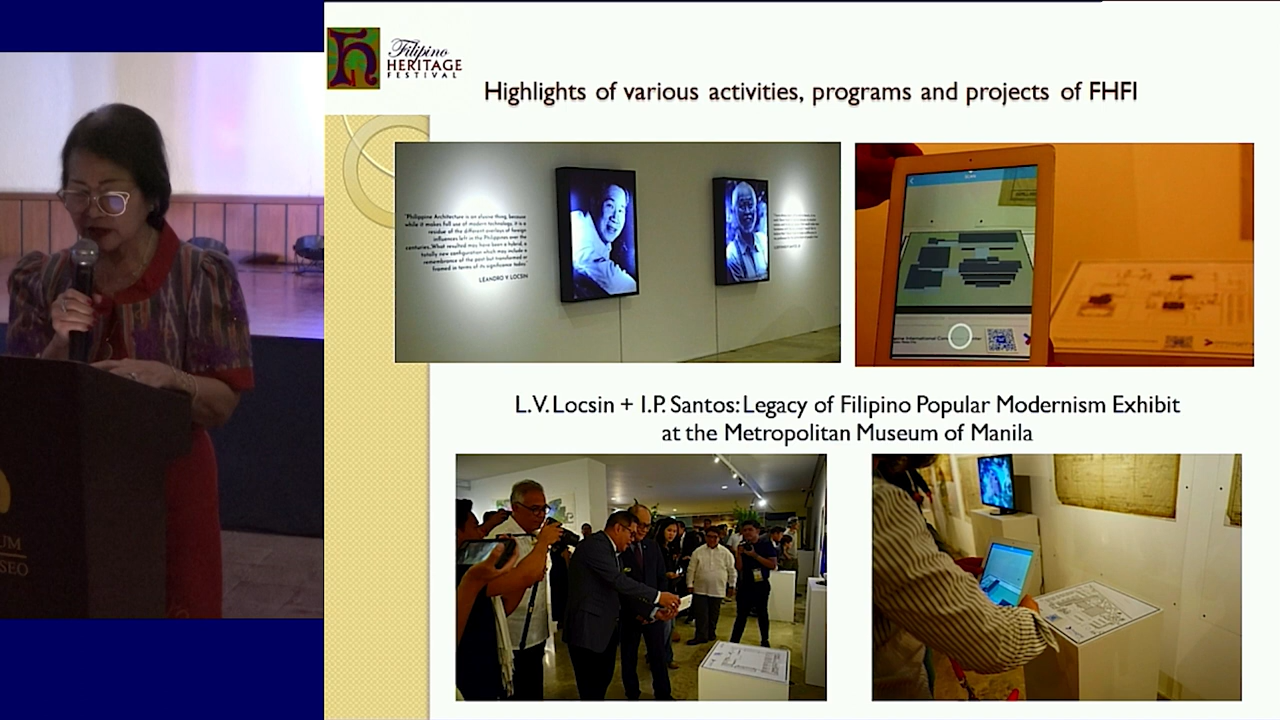 Filipino
HERITAGE
FESTIVAL
Highlights of various activities, programs and projects of FHFI
"Philippine Architecture is an elusive thing, because
while it makes full use of modern technology, it is a
residue of the different overlays of foreign
influences left in the Philippines over the
centuries. What resulted may have been a hybrid, a
totally new configuration which may include a
remembrance of the past but transformed or
framed in terms of its significance today."
LEANDRO V. LOCSIN
L.V. Locsin + I.P. Santos: Legacy of Filipino Popular Modernism Exhibit
at the Metropolitan Museum of Manila
UM
SEO